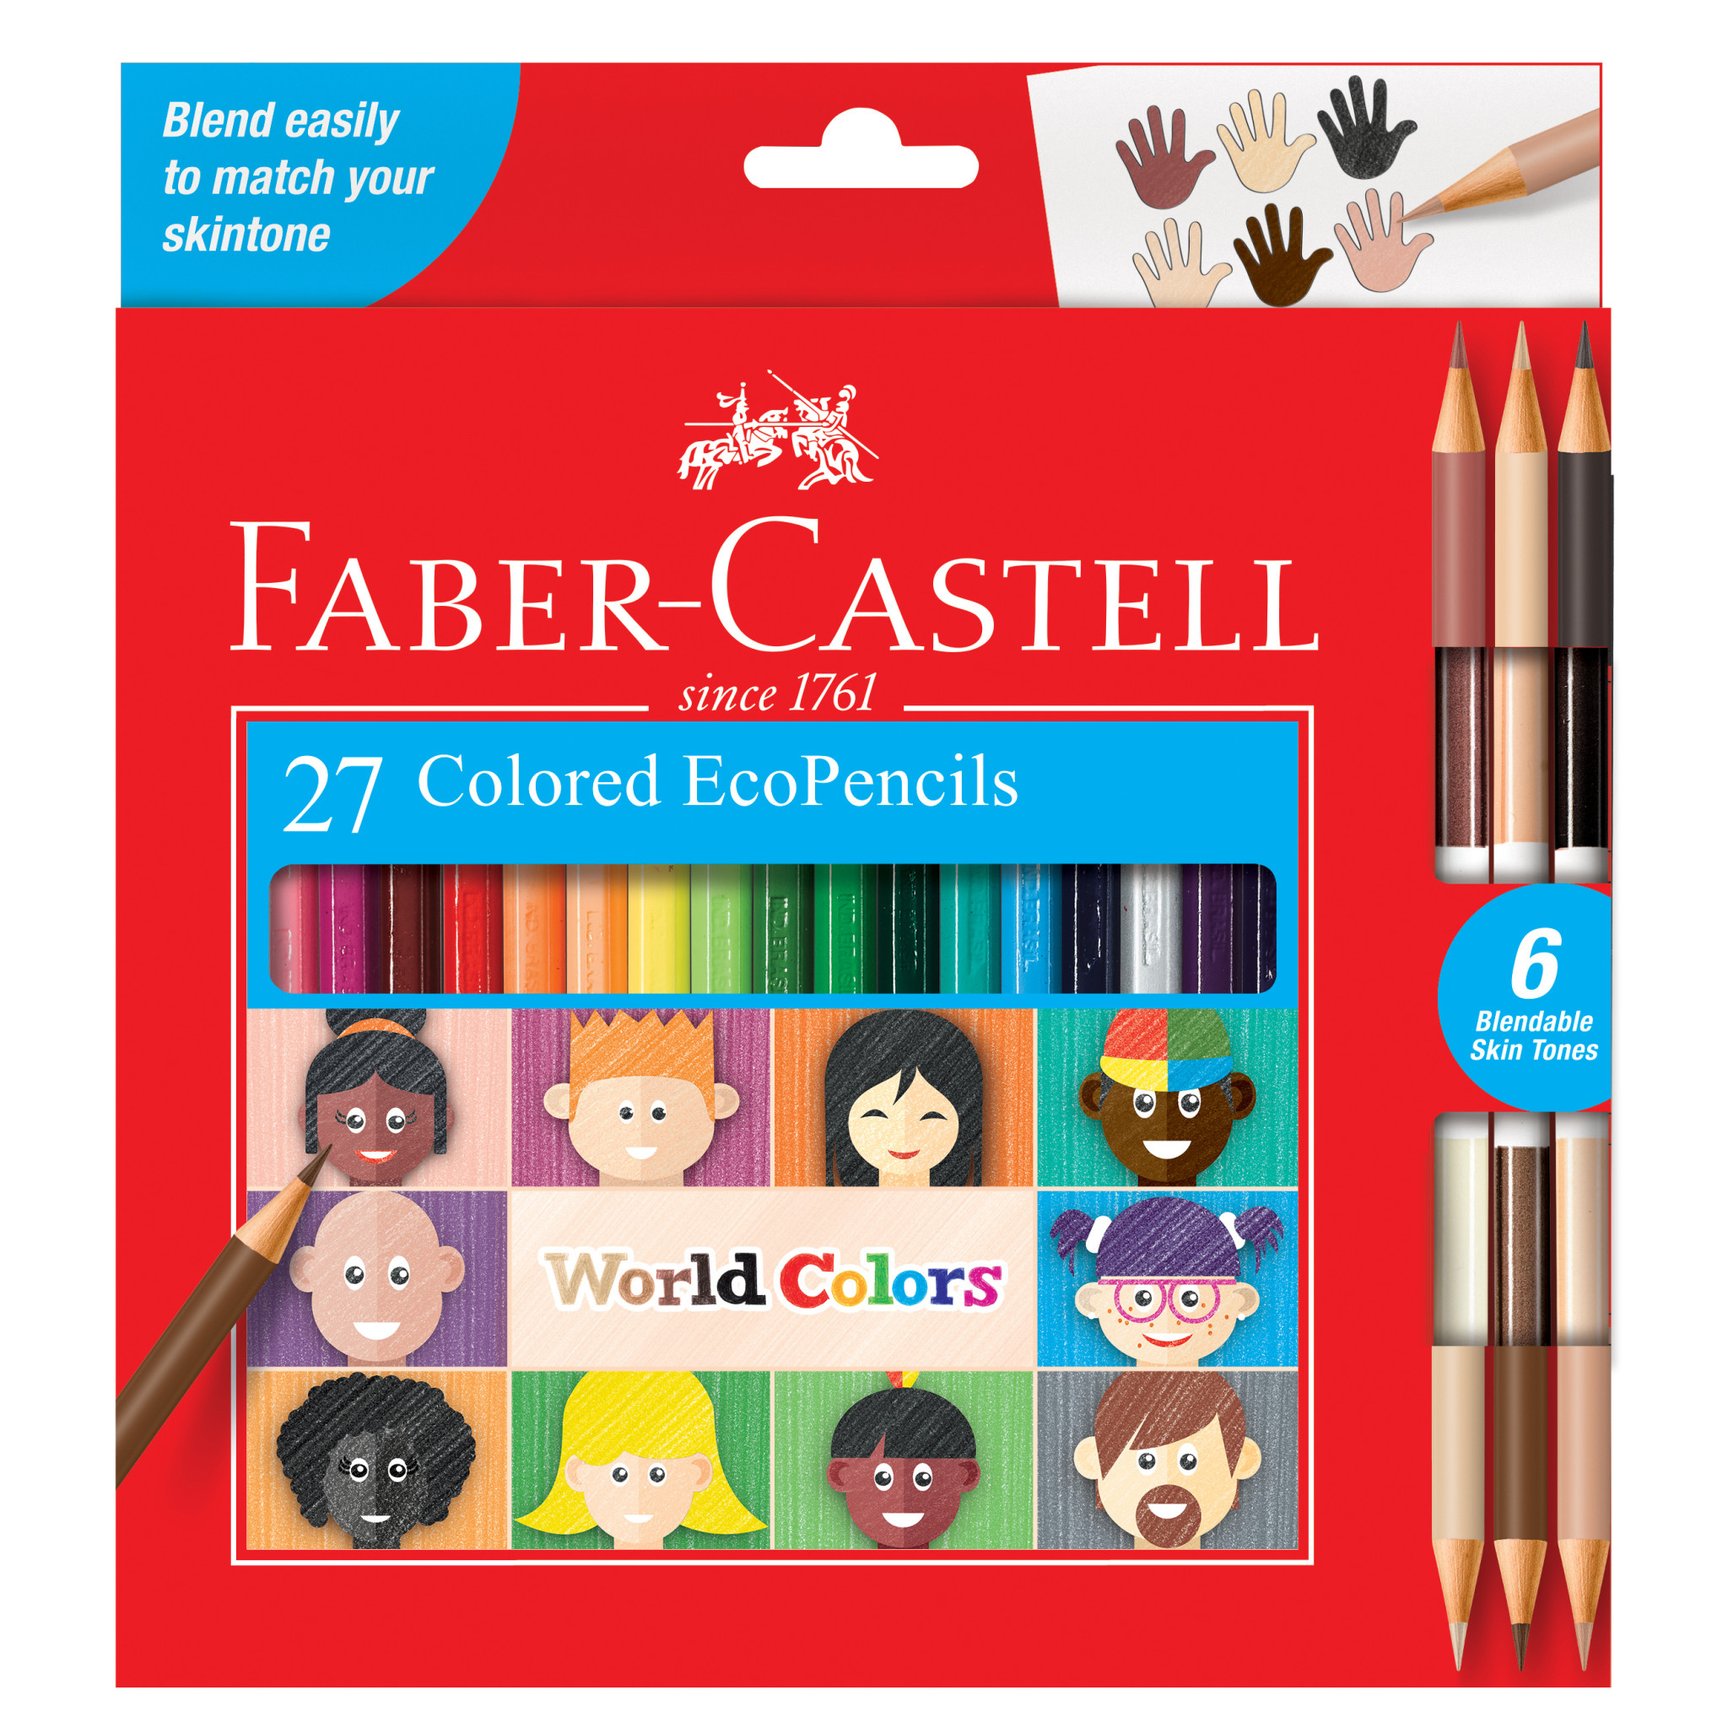 Blend easily
to match your
skintone
FABER-CASTELL
since 1761
27 Colored EcoPencils
World Colors
6
Blendable
Skin Tones